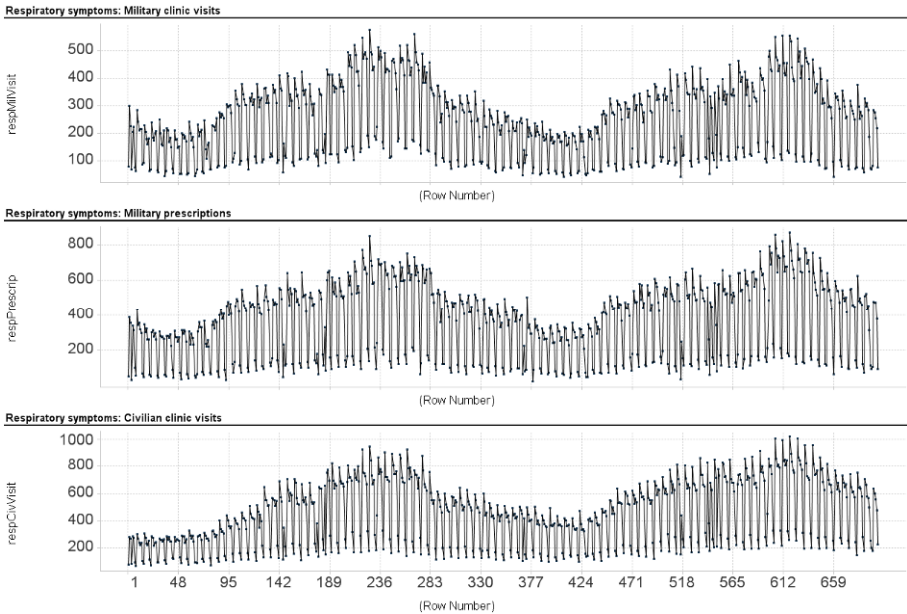 Respiratory symptoms: Military clinic visits
respMilVisit
500
400
300
200
100
(Row Number)
Respiratory symptoms: Military prescriptions
respPrescrip
800
600
400
200
(Row Number)
Respiratory symptoms: Civilian clinic visits
respCivVisit
1000
800
600
400
200
1 48 95 142 189 236 283 330 377 424 471 518 565 612 659
(Row Number)